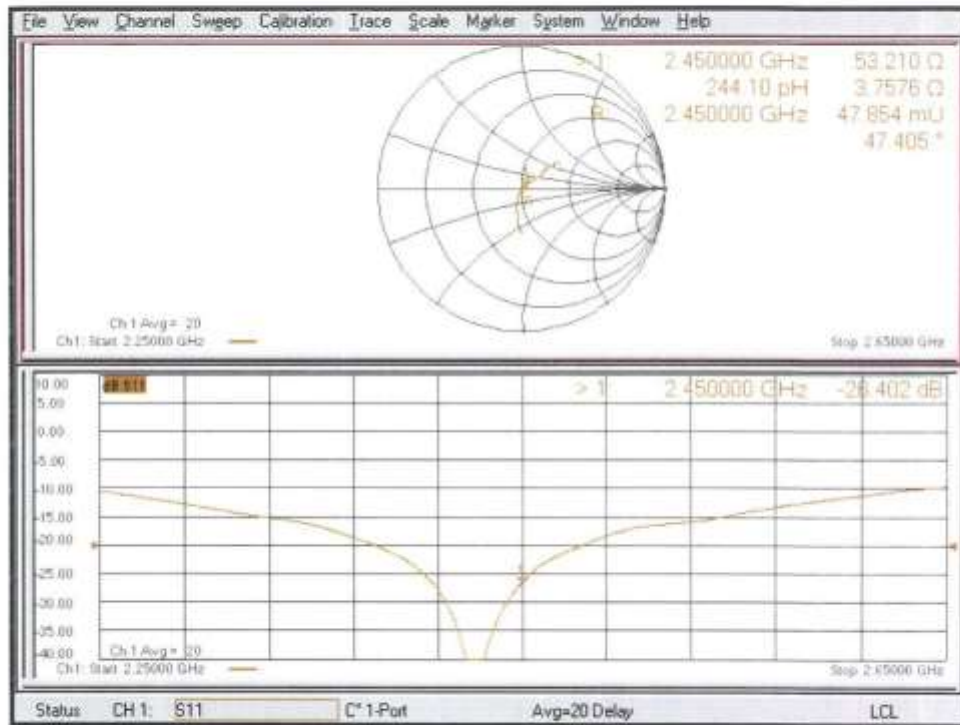 File View Channel Sweep Calibration Trace Scale Marker System Window Help
> 1: 2.450000 GHz 53.210 Ω
244.10 pH 3.7576 Ω
R: 2.450000 GHz 47.854 mU
47.405 °
Ch 1 Avg = 20
Ch1: Start 2.25000 GHz
Stop 2.65000 GHz
10.00 dB S11
> 1: 2.450000 GHz -26.402 dB
5.00
0.00
-5.00
-10.00
-15.00
-20.00
-25.00
-30.00
-35.00
-40.00
Ch 1 Avg = 20
Ch1: Start 2.25000 GHz
Stop 2.65000 GHz
Status CH 1: S11 C* 1-Port Avg=20 Delay LCL